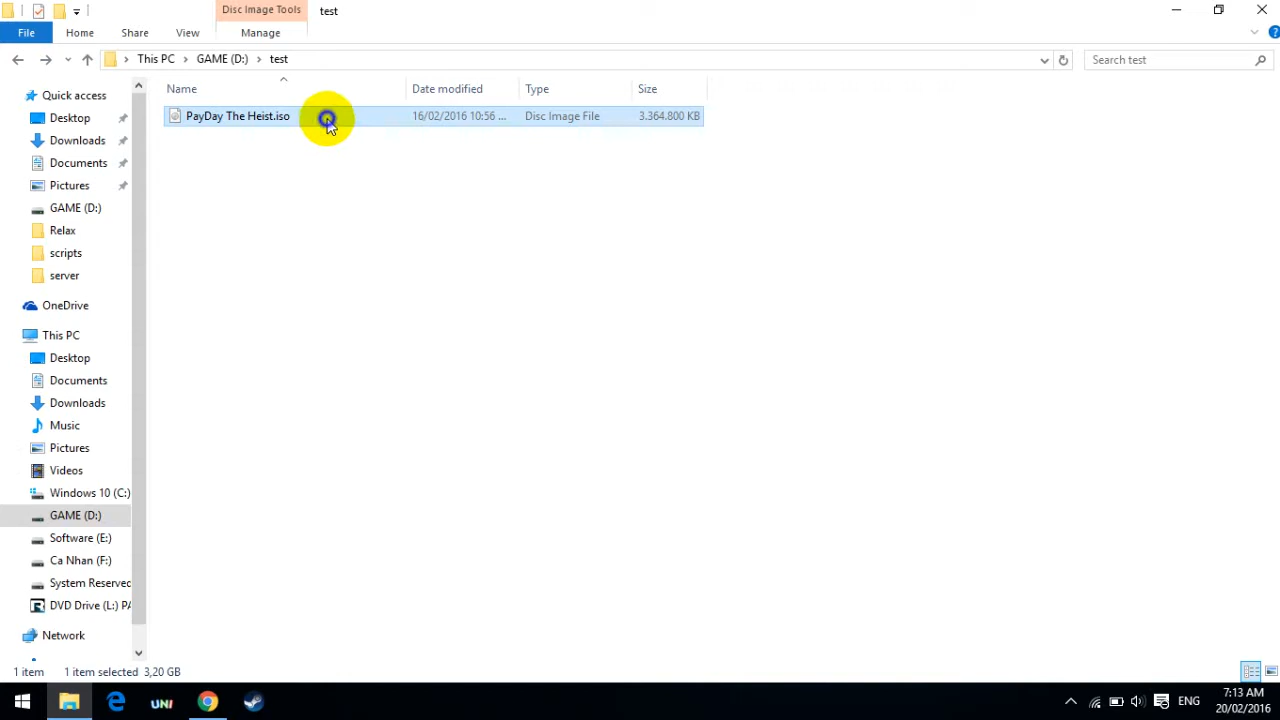 Disc Image Tools
test
File
Home
Share
View
Manage
This PC > GAME (D:) > test
Search test
Name
Date modified
Type
Size
PayDay The Heist.iso
16/02/2016 10:56 ...
Disc Image File
3.364.800 KB
Quick access
Desktop
Downloads
Documents
Pictures
GAME (D:)
Relax
scripts
server
OneDrive
This PC
Desktop
Documents
Downloads
Music
Pictures
Videos
Windows 10 (C:)
GAME (D:)
Software (E:)
Ca Nhan (F:)
System Reserved
DVD Drive (L:) PA
Network
1 item
1 item selected 3,20 GB
UNI
ENG
7:13 AM
20/02/2016